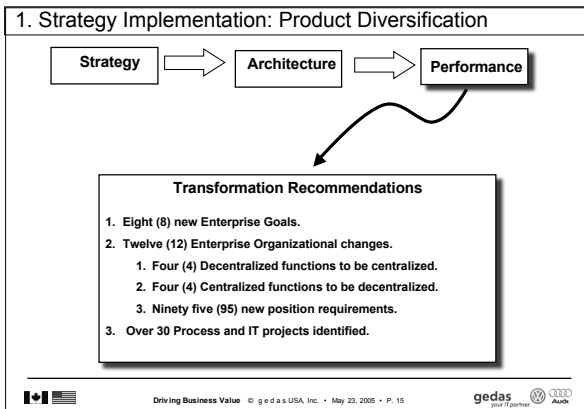 1. Strategy Implementation: Product Diversification
Strategy
Architecture
Performance
Transformation Recommendations
1. Eight (8) new Enterprise Goals.
2. Twelve (12) Enterprise Organizational changes.
1. Four (4) Decentralized functions to be centralized.
2. Four (4) Centralized functions to be decentralized.
3. Ninety five (95) new position requirements.
3. Over 30 Process and IT projects identified.
Driving Business Value © g e d a s USA, Inc. • May 23, 2005 • P. 15
gedas
your IT partner
Audi